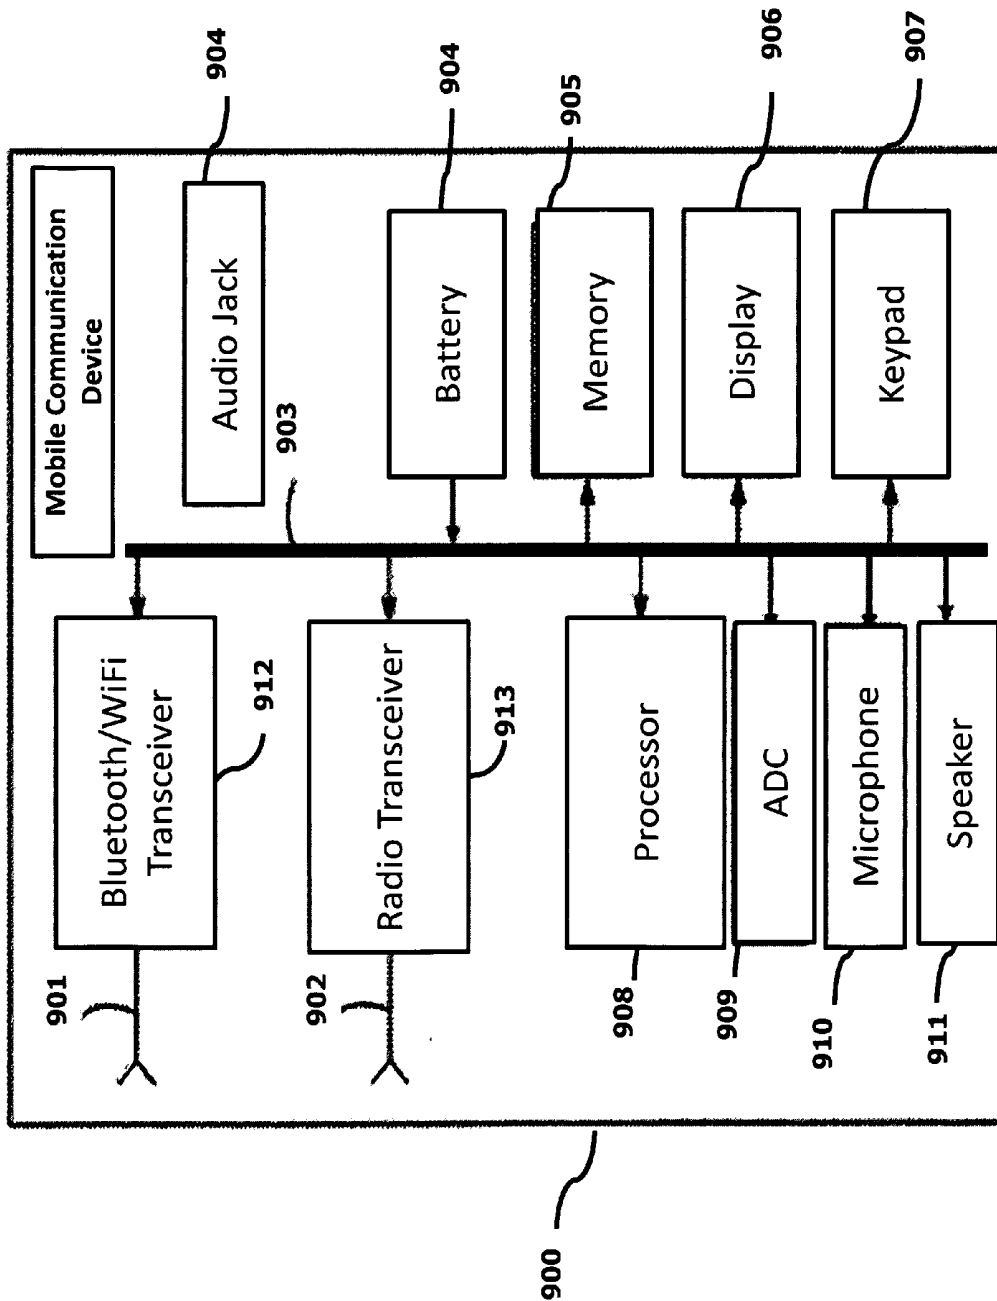 Mobile Communication
Device
901
Bluetooth/WiFi
Transceiver
912
Audio Jack
904
903
902
Radio Transceiver
913
Battery
904
900
Memory
905
908
Processor
Display
906
909
ADC
910
Microphone
Keypad
907
911
Speaker